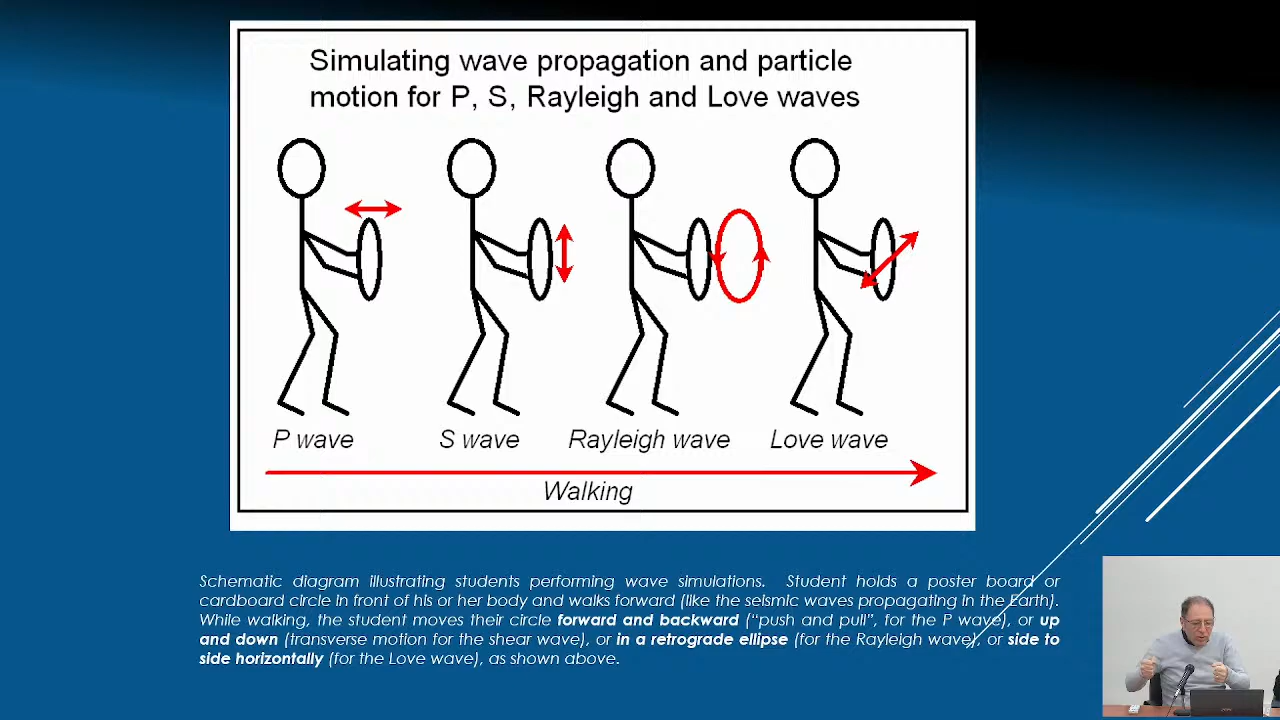 Simulating wave propagation and particle
motion for P, S, Rayleigh and Love waves
P wave
S wave
Rayleigh wave
Love wave
Walking
Schematic diagram illustrating students performing wave simulations. Student holds a poster board or
cardboard circle in front of his or her body and walks forward (like the seismic waves propagating in the Earth).
While walking, the student moves their circle forward and backward (“push and pull”, for the P wave), or up
and down (transverse motion for the shear wave), or in a retrograde ellipse (for the Rayleigh wave), or side to
side horizontally (for the Love wave), as shown above.